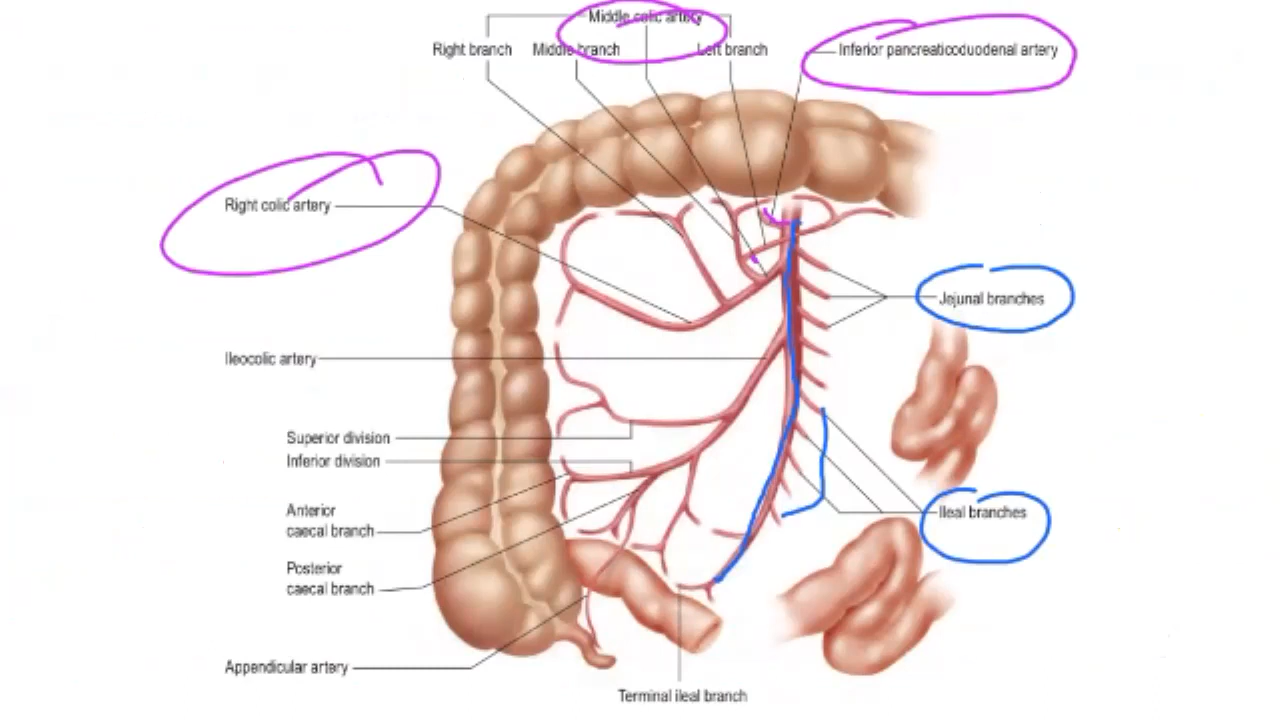 Middle colic artery
Right branch
Middle branch
Left branch
Inferior pancreaticoduodenal artery
Right colic artery
Jejunal branches
Ileocolic artery
Superior division
Inferior division
Anterior
caecal branch
Ileal branches
Posterior
caecal branch
Appendicular artery
Terminal ileal branch